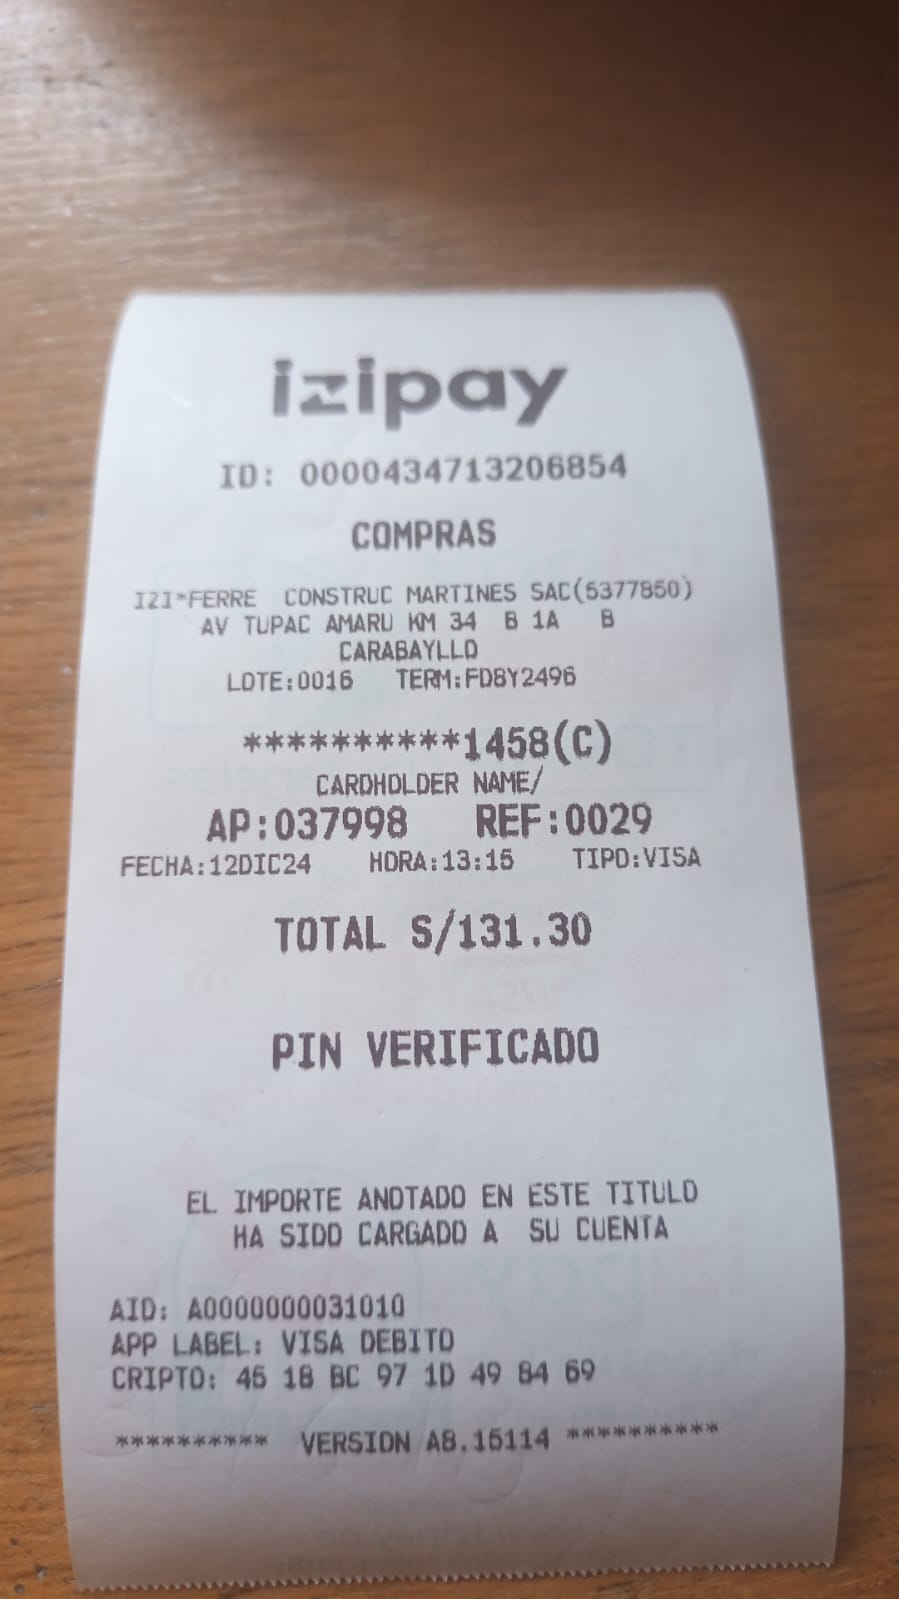 izipay
ID: 0000434713206854
COMPRAS
IZI*FERRE CONSTRUC MARTINES SAC(5377850)
AV TUPAC AMARU KM 34 B 1A B
CARABAYLLO
LOTE:0016 TERM:FD8Y2496
**********1458(C)
CARDHOLDER NAME/
AP:037998 REF:0029
FECHA:12DIC24 HORA:13:15 TIPO:VISA
TOTAL S/131.30
PIN VERIFICADO
EL IMPORTE ANOTADO EN ESTE TITULO
HA SIDO CARGADO A SU CUENTA
AID: A0000000031010
APP LABEL: VISA DEBITO
CRIPTO: 45 18 BC 97 1D 49 84 69
********** VERSION A8.15114 **********